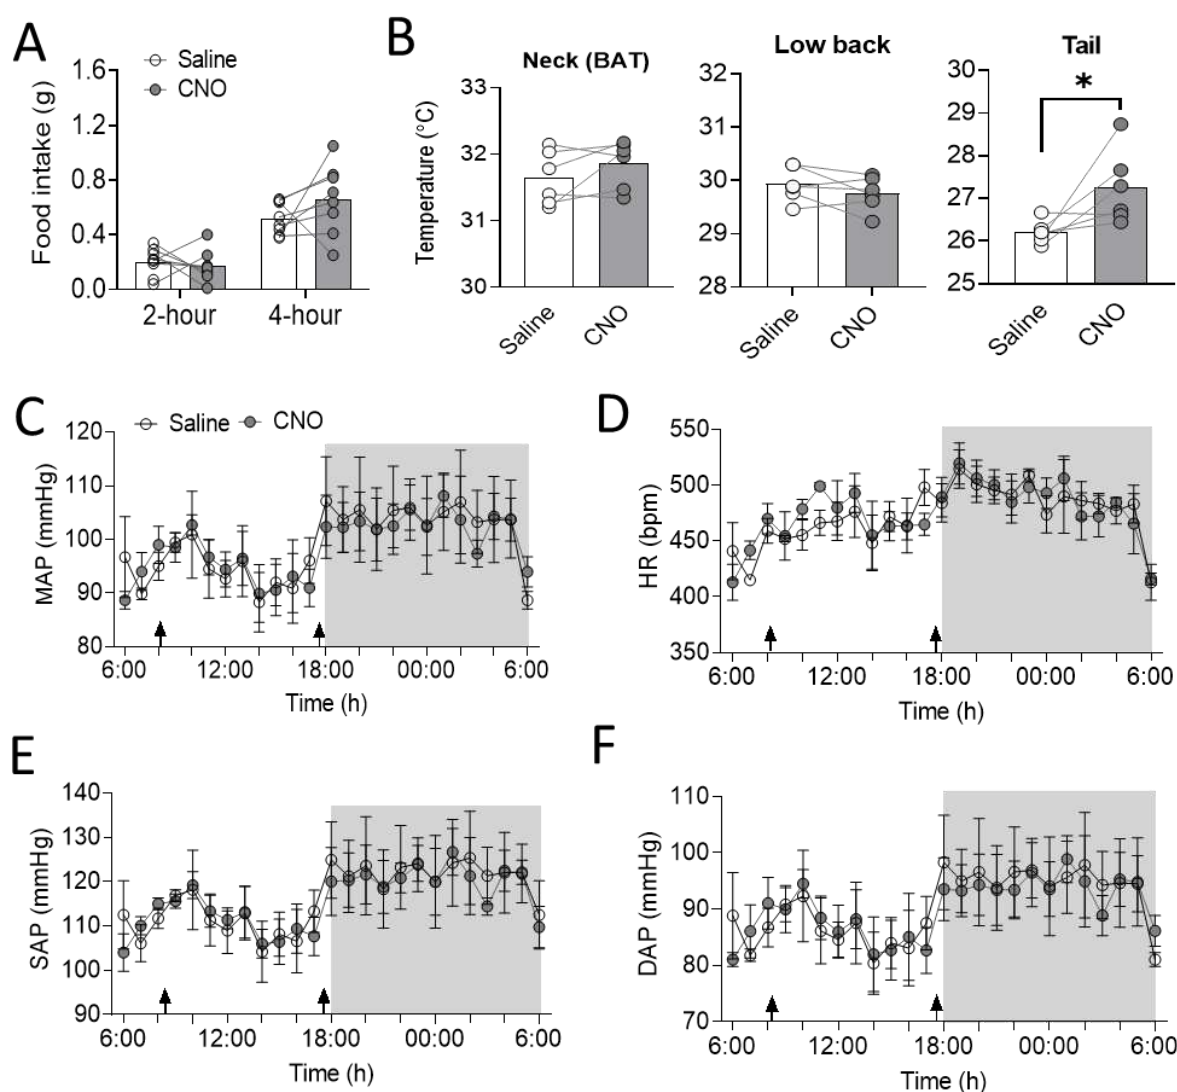 A
Saline
CNO
Food intake (g)
1.6
1.2
0.8
0.4
0.0
2-hour
4-hour
B
Neck (BAT)
Temperature (°C)
33
32
31
30
Saline
CNO
Low back
32
31
30
29
28
Saline
CNO
Tail
*
30
29
28
27
26
25
Saline
CNO
C
Saline
CNO
MAP (mmHg)
120
110
100
90
80
6:00 12:00 18:00 00:00 6:00
Time (h)
D
HR (bpm)
550
500
450
400
350
6:00 12:00 18:00 00:00 6:00
Time (h)
E
SAP (mmHg)
140
130
120
110
100
90
6:00 12:00 18:00 00:00 6:00
Time (h)
F
DAP (mmHg)
110
100
90
80
70
6:00 12:00 18:00 00:00 6:00
Time (h)